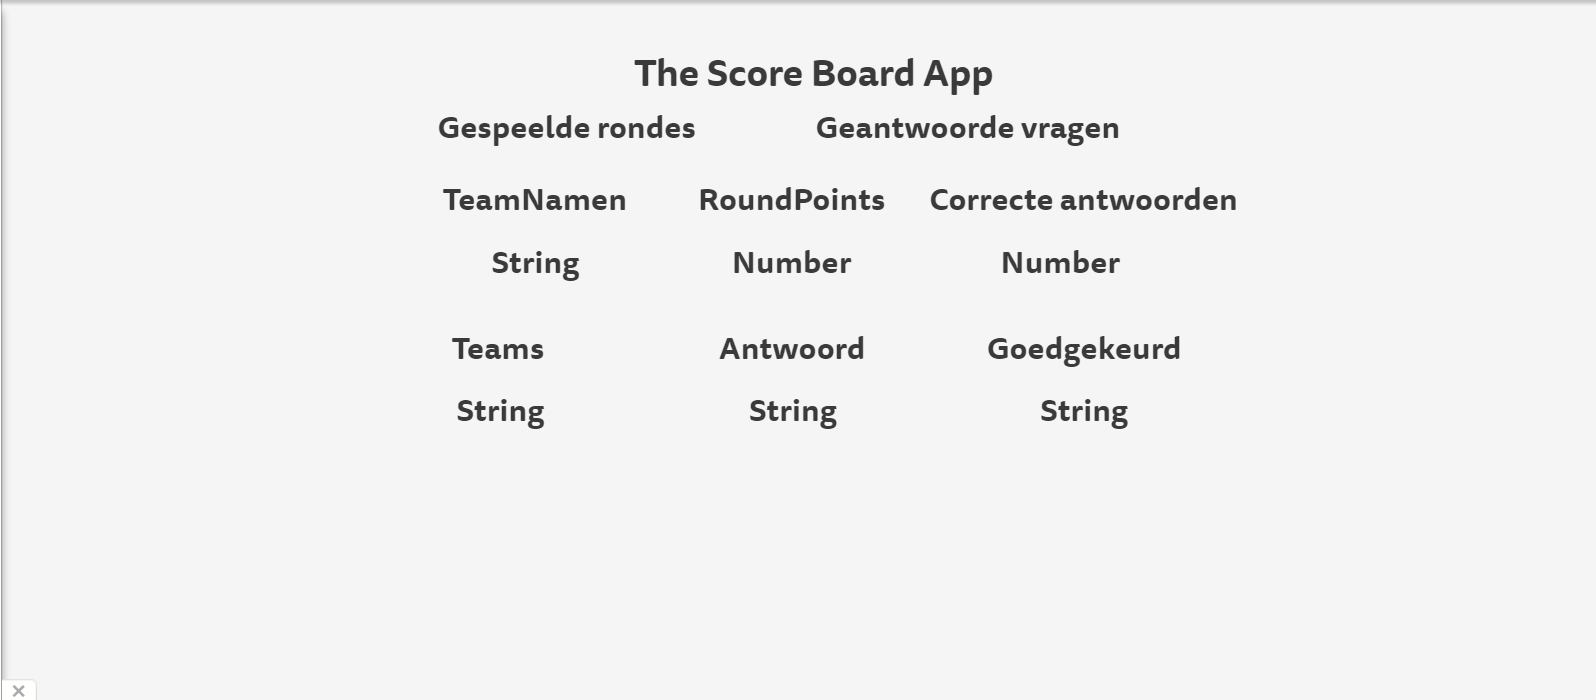 The Score Board App
Gespeelde rondes Geantwoorde vragen
TeamNamen RoundPoints Correcte antwoorden
String Number Number
Teams Antwoord Goedgekeurd
String String String